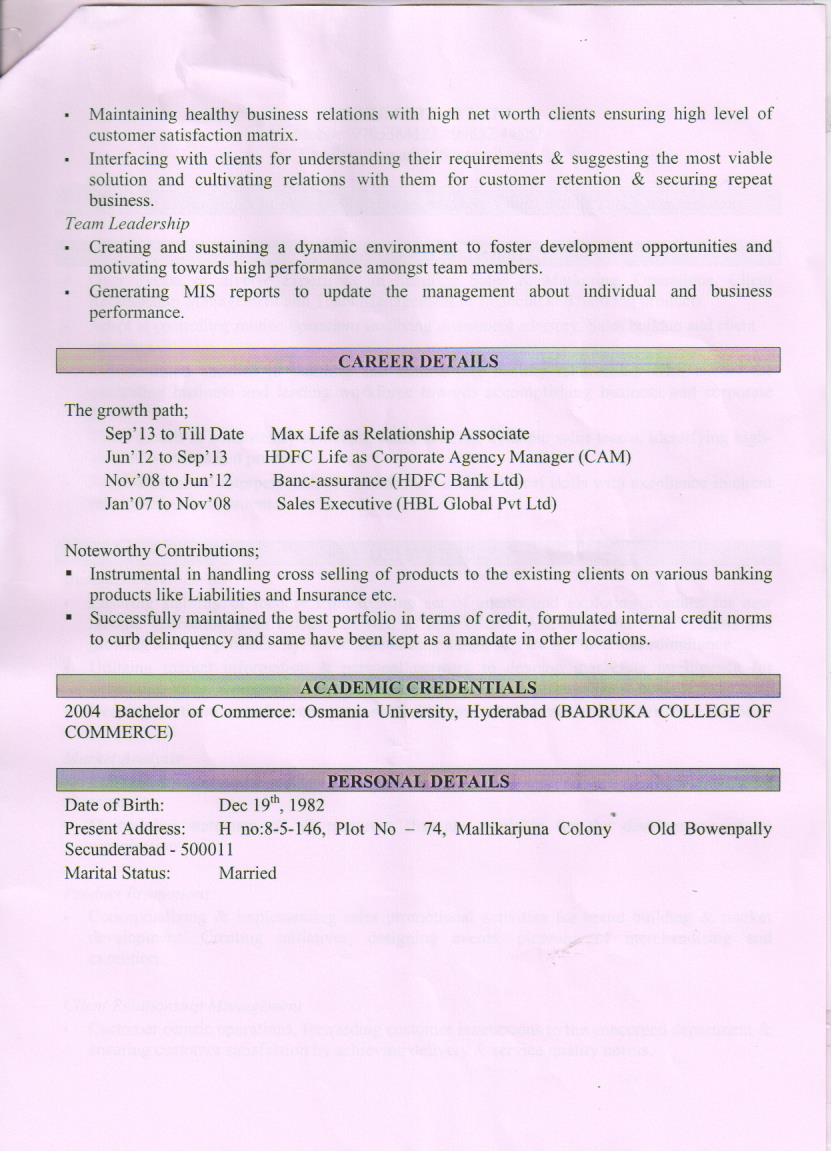 ▪ Maintaining healthy business relations with high net worth clients ensuring high level of
customer satisfaction matrix.
▪ Interfacing with clients for understanding their requirements & suggesting the most viable
solution and cultivating relations with them for customer retention & securing repeat
business.
Team Leadership
▪ Creating and sustaining a dynamic environment to foster development opportunities and
motivating towards high performance amongst team members.
▪ Generating MIS reports to update the management about individual and business
performance.
CAREER DETAILS
The growth path;
Sep’13 to Till Date Max Life as Relationship Associate
Jun’12 to Sep’13 HDFC Life as Corporate Agency Manager (CAM)
Nov’08 to Jun’12 Banc-assurance (HDFC Bank Ltd)
Jan’07 to Nov’08 Sales Executive (HBL Global Pvt Ltd)
Noteworthy Contributions;
▪ Instrumental in handling cross selling of products to the existing clients on various banking
products like Liabilities and Insurance etc.
▪ Successfully maintained the best portfolio in terms of credit, formulated internal credit norms
to curb delinquency and same have been kept as a mandate in other locations.
ACADEMIC CREDENTIALS
2004 Bachelor of Commerce: Osmania University, Hyderabad (BADRUKA COLLEGE OF
COMMERCE)
PERSONAL DETAILS
Date of Birth: Dec 19th, 1982
Present Address: H no:8-5-146, Plot No – 74, Mallikarjuna Colony Old Bowenpally
Secunderabad - 500011
Marital Status: Married